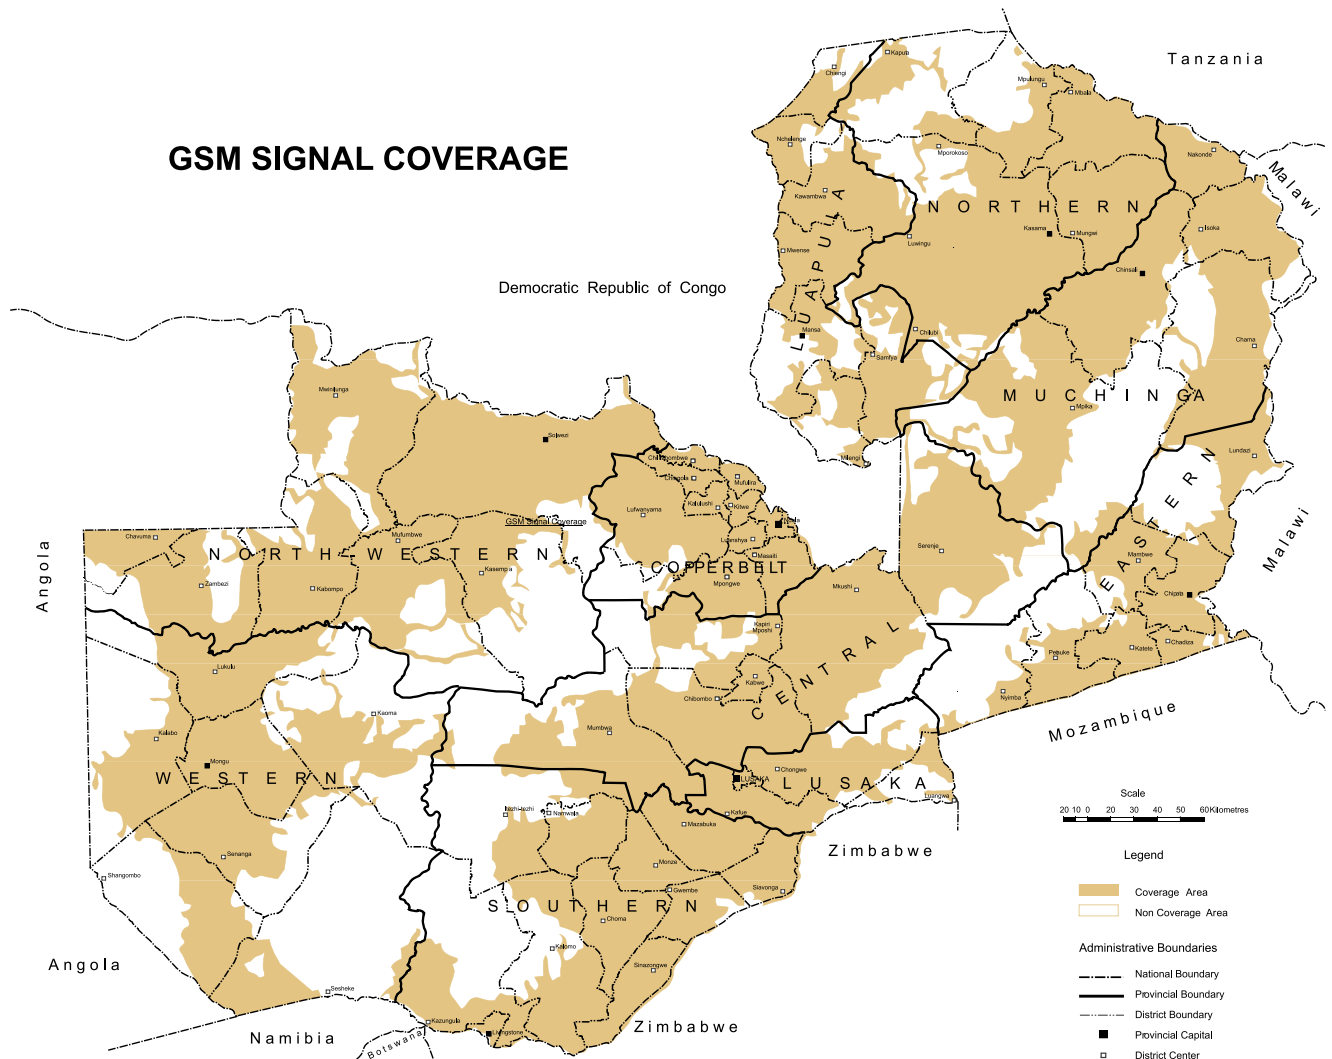 GSM SIGNAL COVERAGE
Tanzania
Malawi
Democratic Republic of Congo
Angola
Malawi
Mozambique
Zimbabwe
Angola
Namibia
Botswana
Zimbabwe
NORTHERN
LUAPULA
MUCHINGA
EASTERN
NORTH-WESTERN
COPPERBELT
CENTRAL
WESTERN
LUSAKA
SOUTHERN
Kaputa
Chiengi
Mpulungu
Mbala
Nchelenge
Mporokoso
Nakonde
Kawambwa
Mwense
Luwingu
Kasama
Mungwi
Isoka
Chinsali
Mansa
Chilubi
Samfya
Chama
Mpika
Milengi
Lundazi
Mwinilunga
Solwezi
Chililabombwe
Chingola
Mufulira
Kalulushi
Kitwe
Lufwanyama
GSM Signal Coverage
Luanshya
Masaiti
Mpongwe
Chavuma
Mufumbwe
Zambezi
Kabompo
Kasempa
Serenje
Mkushi
Mambwe
Chipata
Kapiri
Mposhi
Chadiza
Katete
Petauke
Nyimba
Lukulu
Kabwe
Chibombo
Kaoma
Mumbwa
Kalabo
Mongu
Chongwe
LUSAKA
Luangwa
Itezhi-tezhi
Namwala
Kafue
Mazabuka
Senanga
Monze
Shangombo
Gwembe
Siavonga
Choma
Kalomo
Sinazongwe
Sesheke
Kazungula
Livingstone
Scale
20 10 0 20 30 40 50 60Kilometres
Legend
Coverage Area
Non Coverage Area
Administrative Boundaries
National Boundary
Provincial Boundary
District Boundary
Provincial Capital
District Center